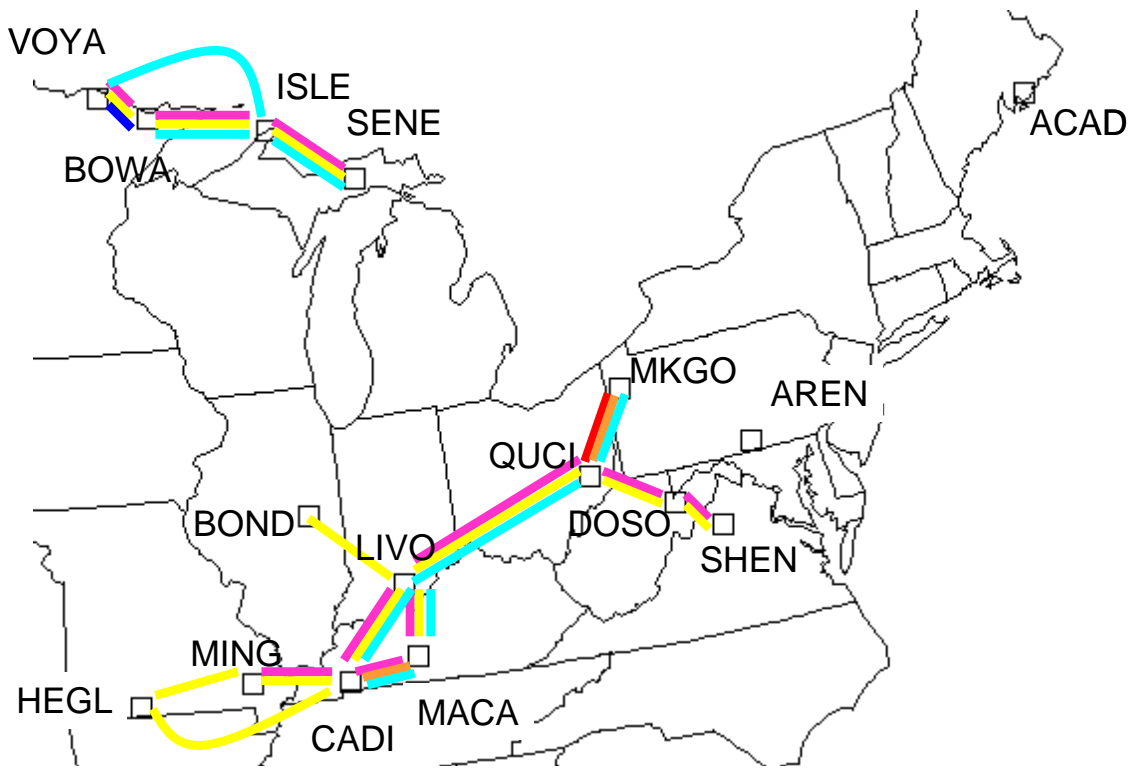 VOYA
ISLE
SENE
ACAD
BOWA
MKGO
AREN
QUCI
BOND
DOSO
LIVO
SHEN
MING
HEGL
MACA
CADI